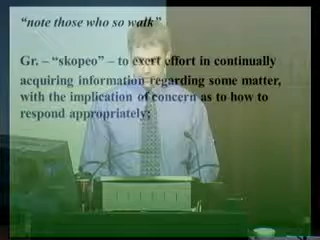 “note those who so walk”
Gr. – “skopeo” – to exert effort in continually
acquiring information regarding some matter,
with the implication of concern as to how to
respond appropriately;